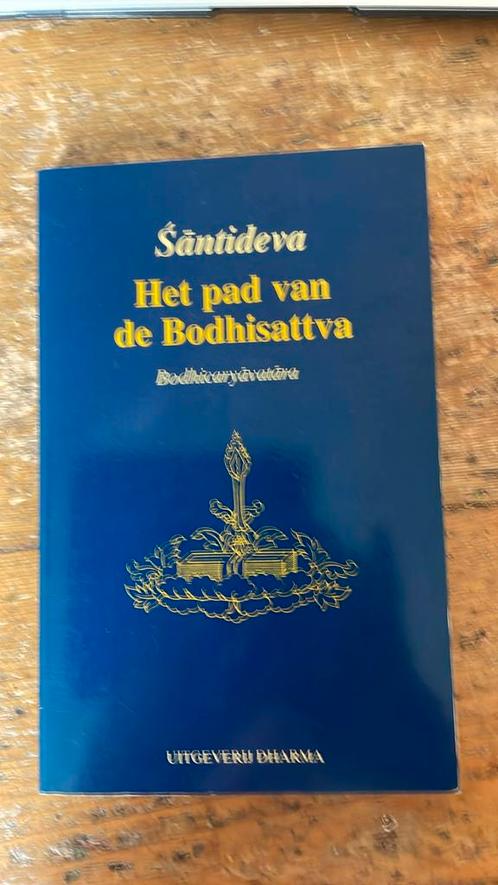 Śāntideva
Het pad van
de Bodhisattva
Bodhicaryāvatāra
UITGEVERIJ DHARMA